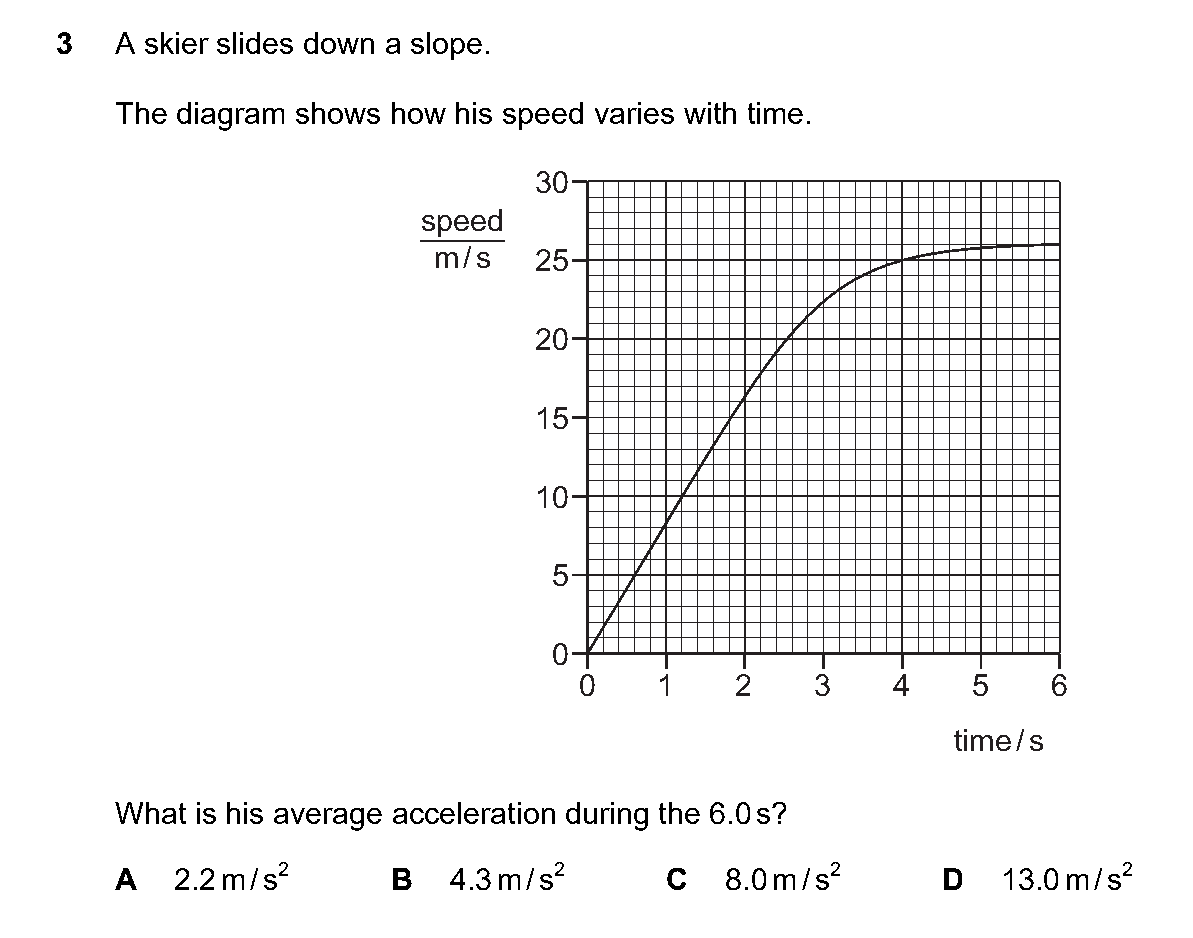 3 A skier slides down a slope.
The diagram shows how his speed varies with time.
speed
m/s
30
25
20
15
10
5
0
0 1 2 3 4 5 6
time/s
What is his average acceleration during the 6.0s?
A 2.2m/s² B 4.3m/s² C 8.0m/s² D 13.0m/s²